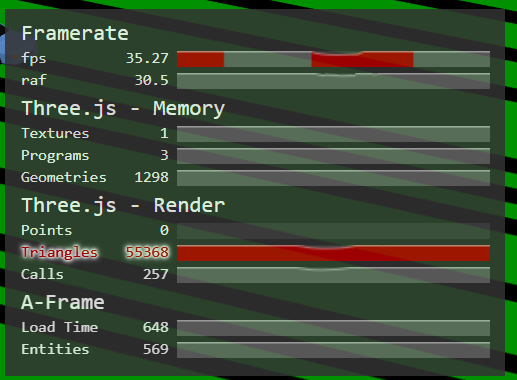 Framerate
fps 35.27
raf 30.5
Three.js - Memory
Textures 1
Programs 3
Geometries 1298
Three.js - Render
Points 0
Triangles 55368
Calls 257
A-Frame
Load Time 648
Entities 569